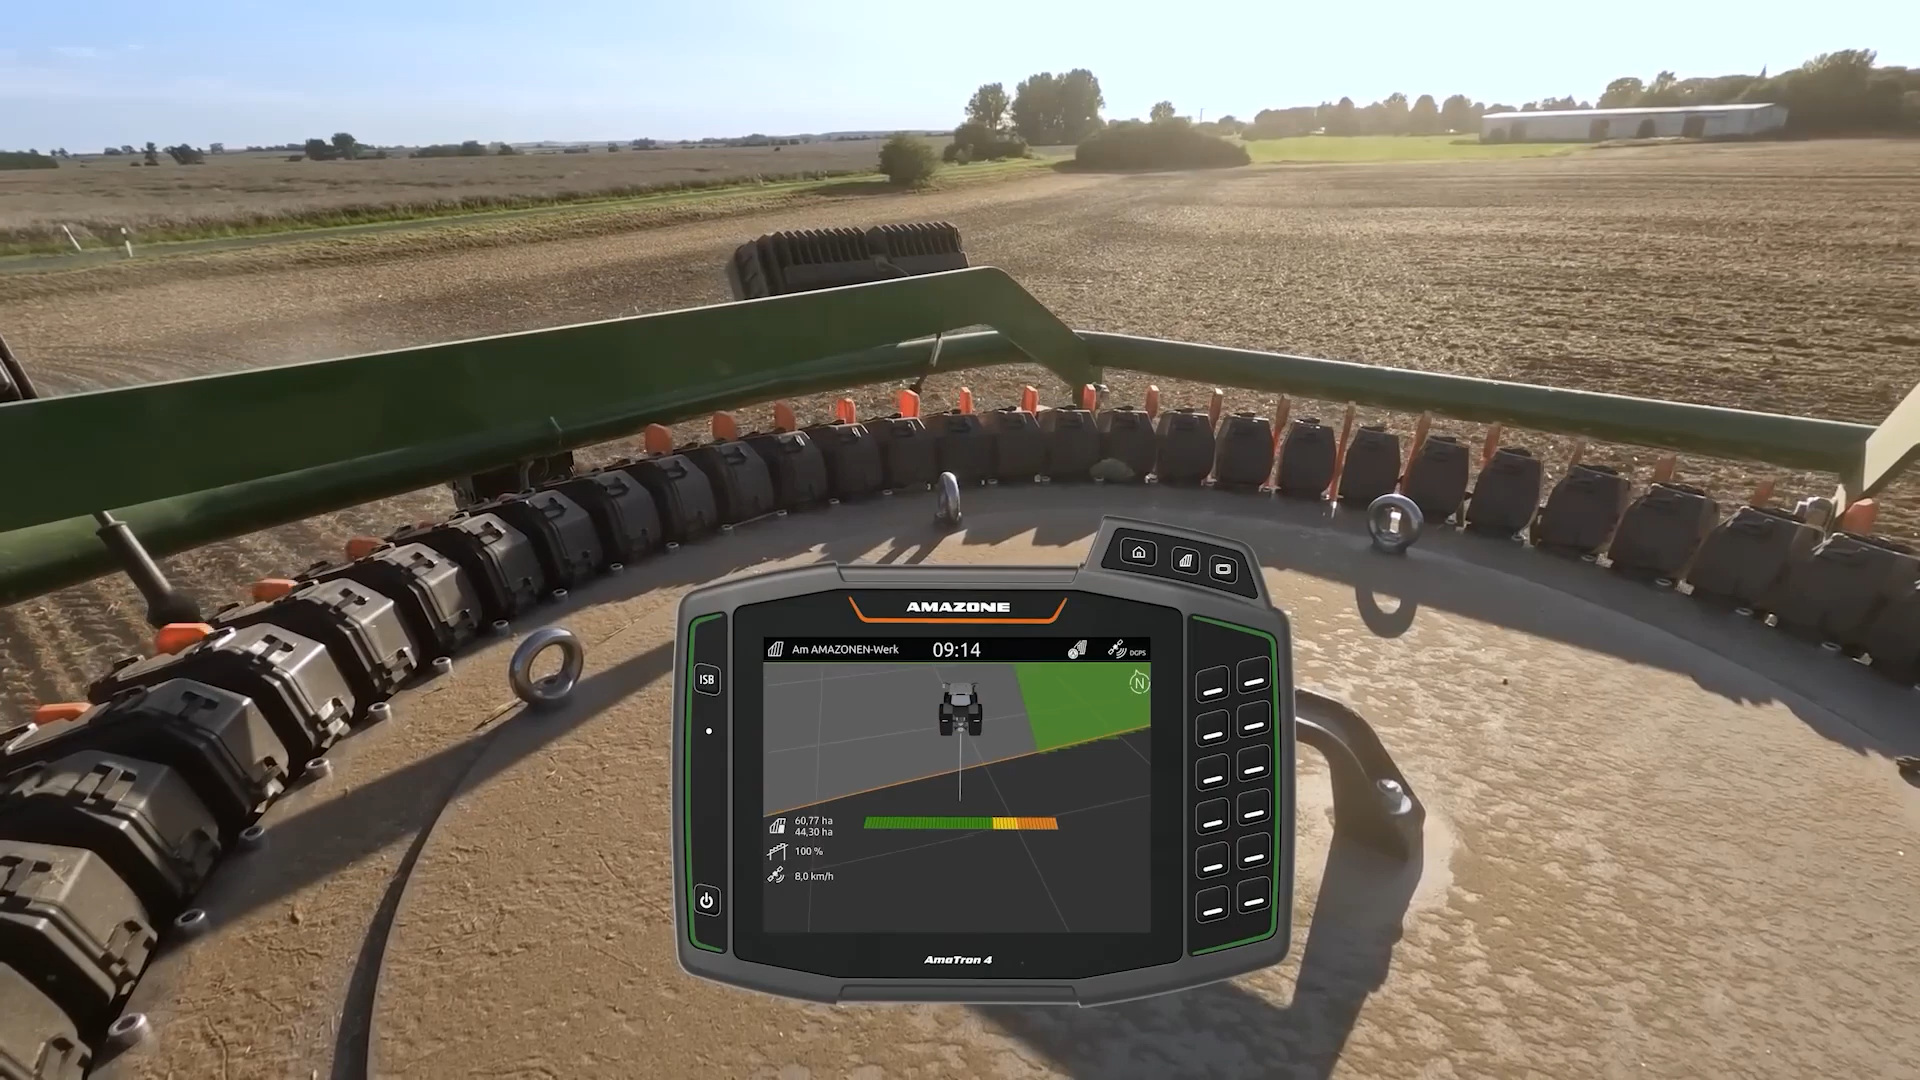 AMAZONE
Am AMAZONEN-Werk
09:14
DGPS
N
ISB
60,77 ha
44,30 ha
100 %
8,0 km/h
AmaTron 4